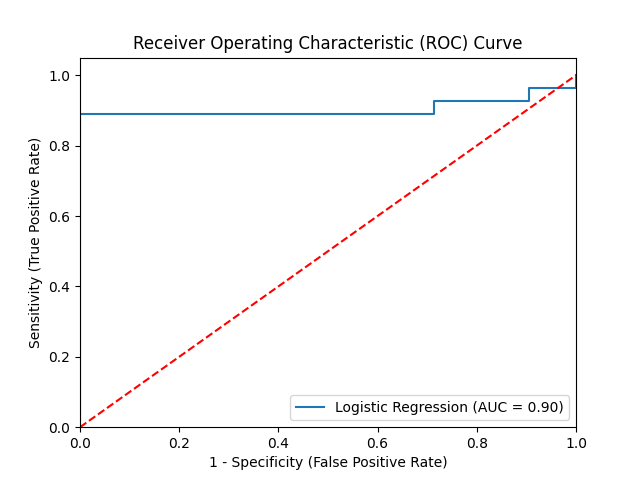 Receiver Operating Characteristic (ROC) Curve
1.0
0.8
0.6
0.4
0.2
0.0
Sensitivity (True Positive Rate)
Logistic Regression (AUC = 0.90)
0.0 0.2 0.4 0.6 0.8 1.0
1 - Specificity (False Positive Rate)